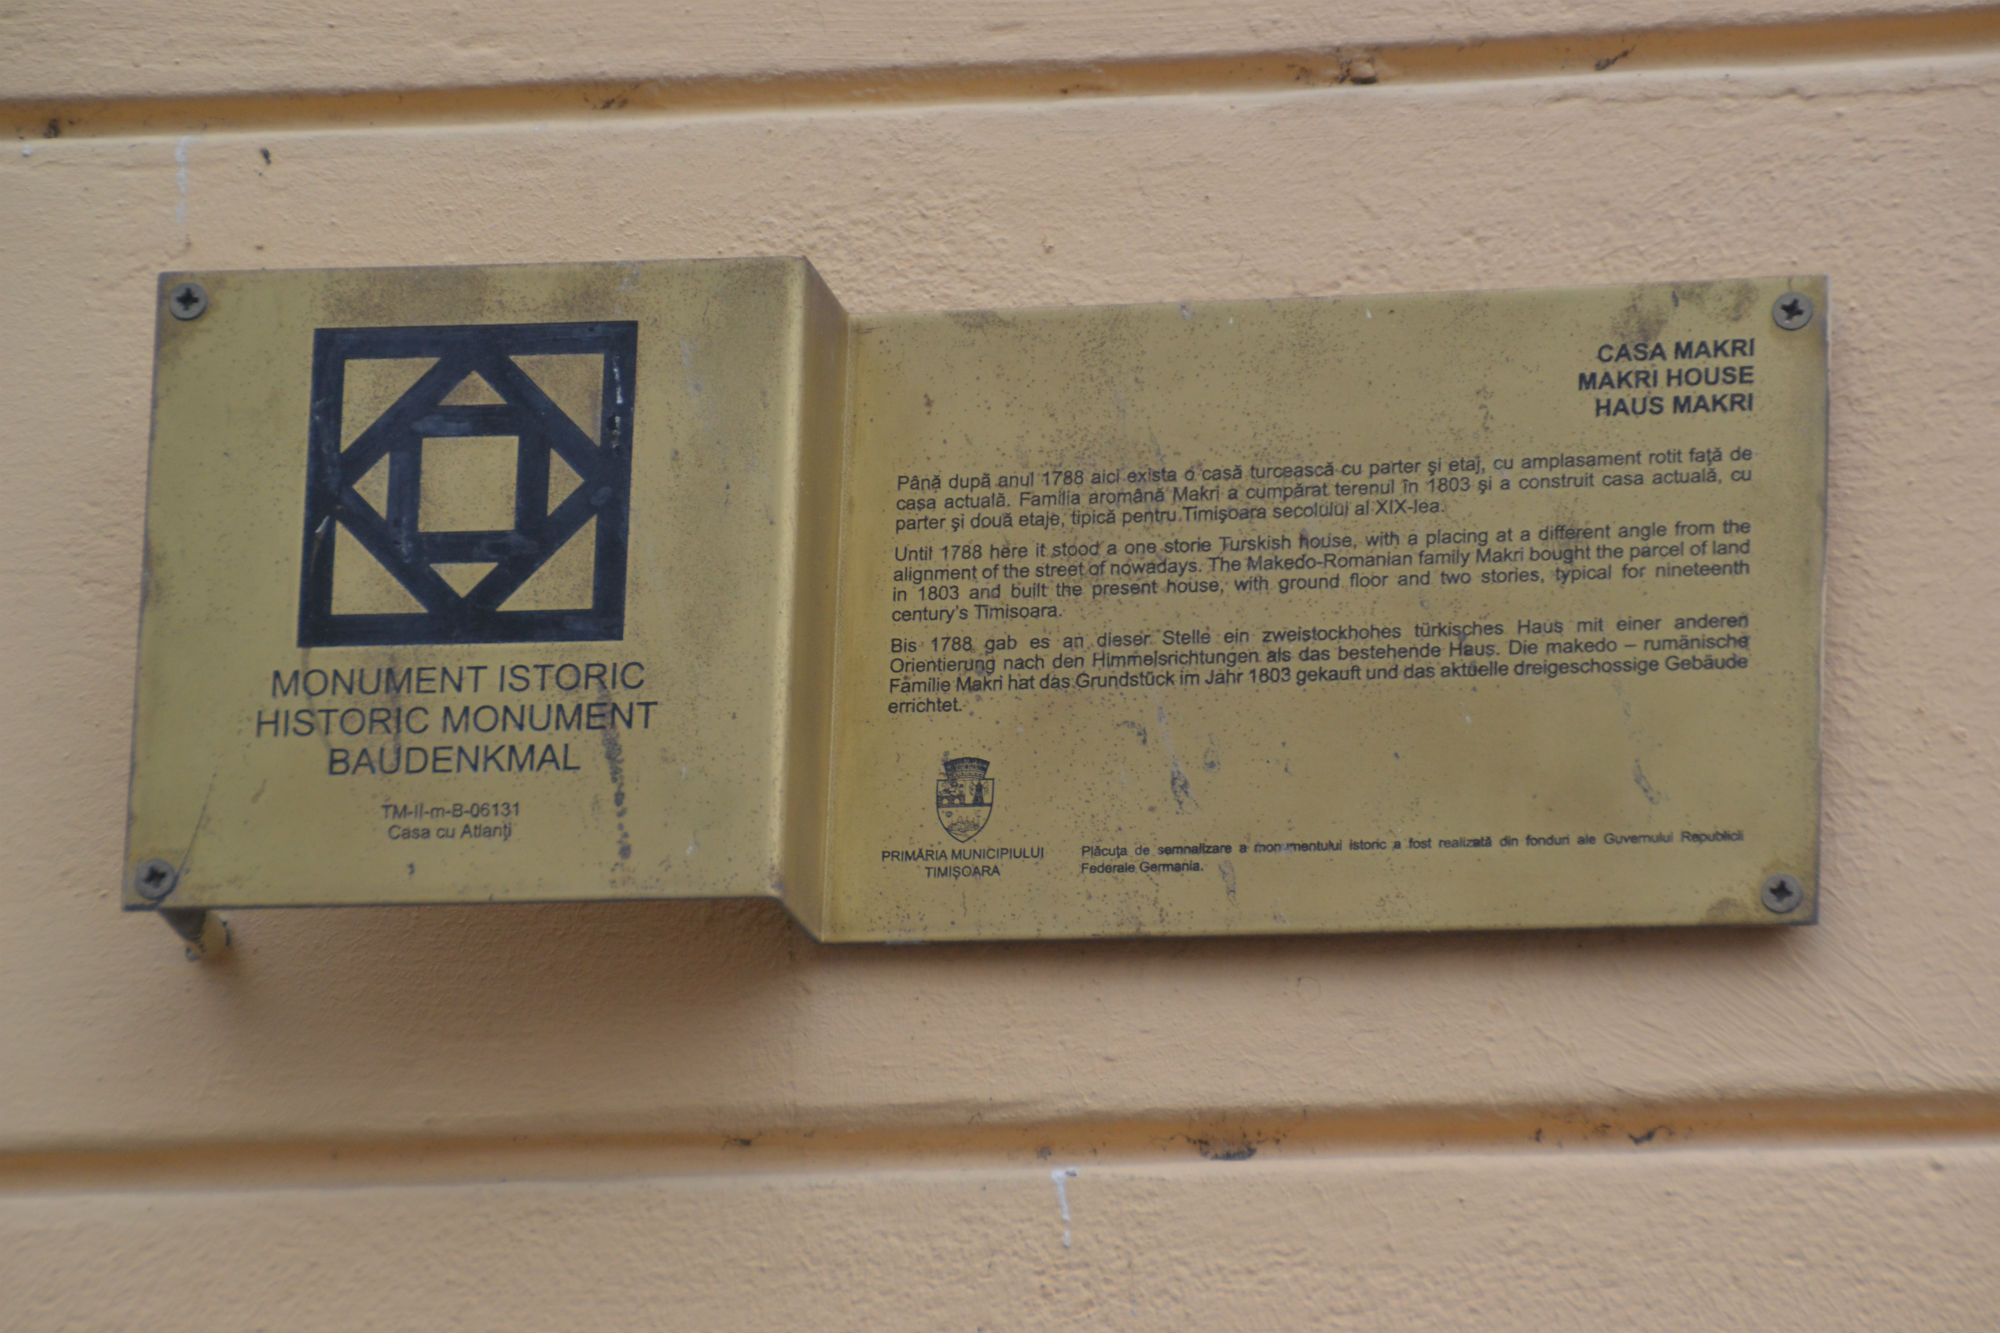 MONUMENT ISTORIC
HISTORIC MONUMENT
BAUDENKMAL
TM-II-m-B-06131
Casa cu Atlanţi
CASA MAKRI
MAKRI HOUSE
HAUS MAKRI
Până după anul 1788 aici exista o casă turcească cu parter şi etaj, cu amplasament rotit faţă de
casa actuală. Familia aromână Makri a cumpărat terenul în 1803 şi a construit casa actuală, cu
parter şi două etaje, tipică pentru Timişoara secolului al XIX-lea.
Until 1788 here it stood a one storie Turskish house, with a placing at a different angle from the
alignment of the street of nowadays. The Makedo-Romanian family Makri bought the parcel of land
in 1803 and built the present house, with ground floor and two stories, typical for nineteenth
century's Timisoara.
Bis 1788 gab es an dieser Stelle ein zweistockhohes türkisches Haus mit einer anderen
Orientierung nach den Himmelsrichtungen als das bestehende Haus. Die makedo – rumänische
Familie Makri hat das Grundstück im Jahr 1803 gekauft und das aktuelle dreigeschossige Gebäude
errichtet.
PRIMĂRIA MUNICIPIULUI
TIMIŞOARA
Plăcuţa de semnalizare a monumentului istoric a fost realizată din fonduri ale Guvernului Republicii
Federale Germania.